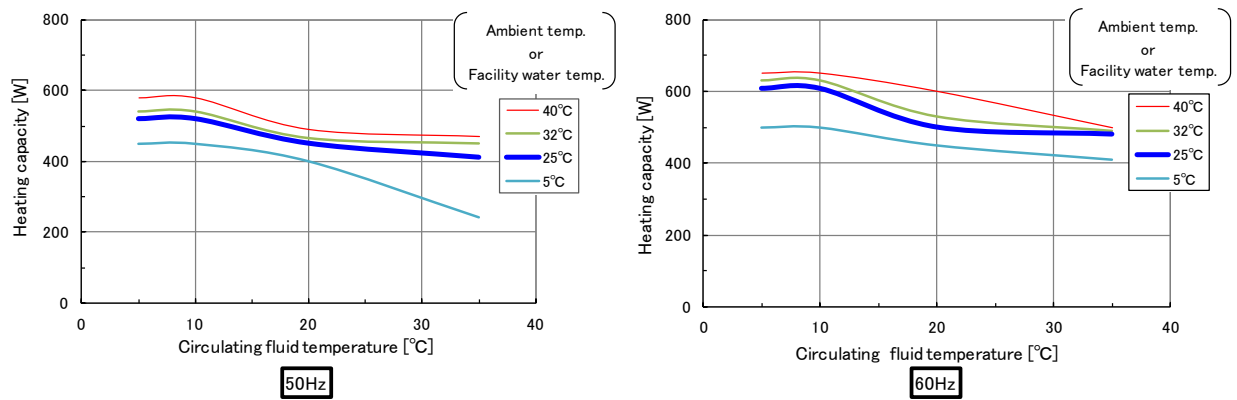 800
600
400
200
0
0
10
20
30
40
Heating capacity [W]
Circulating fluid temperature [℃]
Ambient temp.
or
Facility water temp.
40℃
32℃
25℃
5℃
50Hz
800
600
400
200
0
0
10
20
30
40
Heating capacity [W]
Circulating fluid temperature [℃]
Ambient temp.
or
Facility water temp.
40℃
32℃
25℃
5℃
60Hz